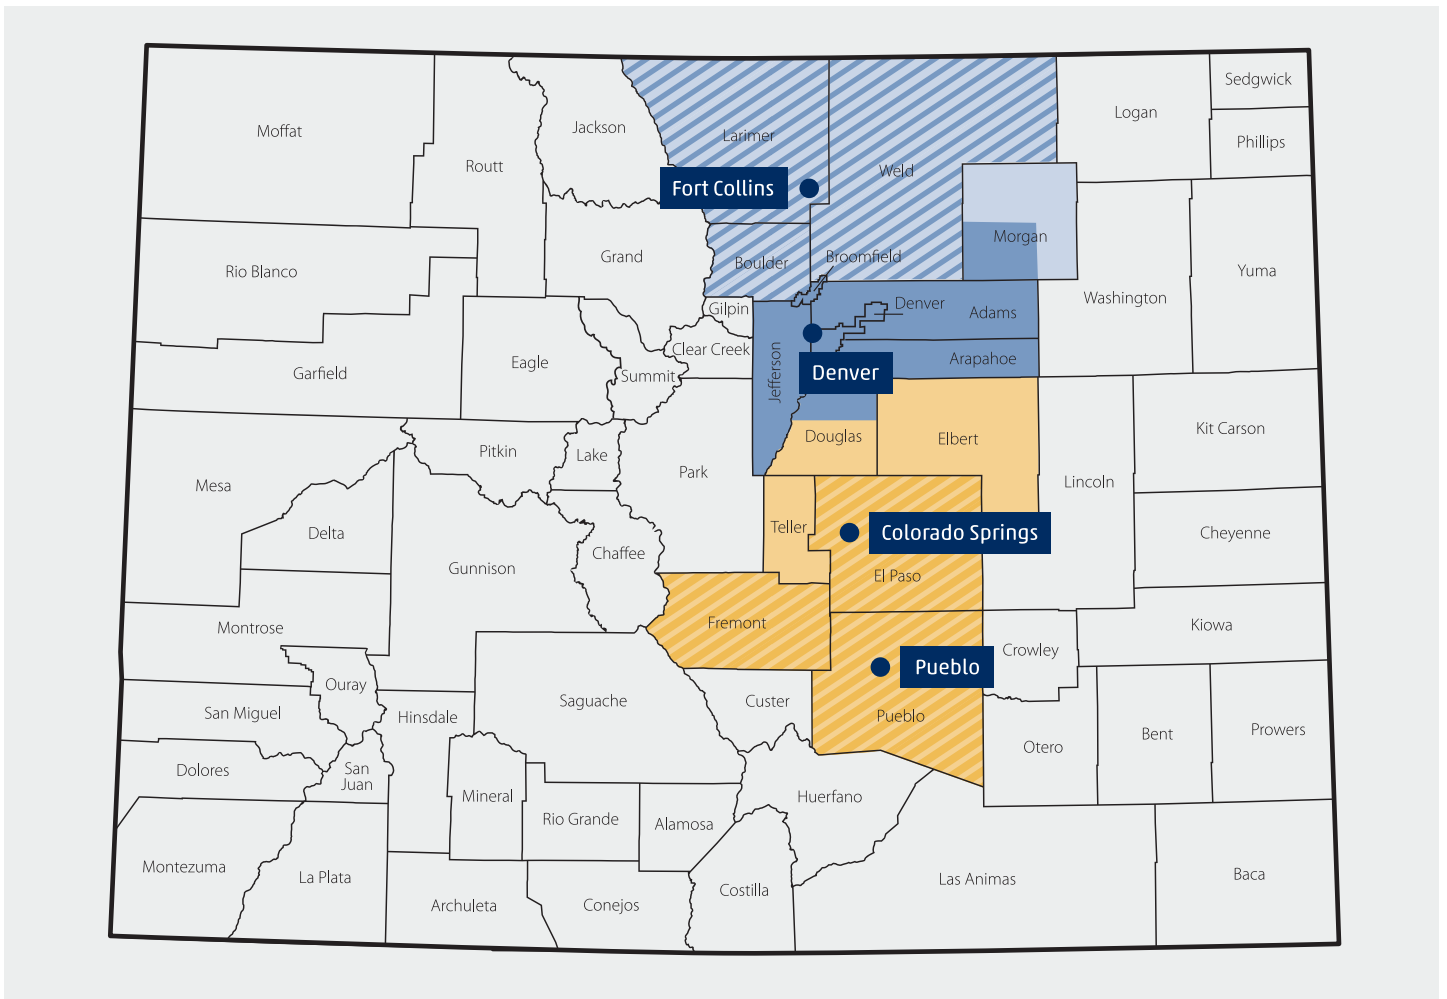 Sedgwick
Logan
Moffat
Jackson
Larimer
Phillips
Routt
Weld
Fort Collins
Morgan
Grand
Boulder
Broomfield
Rio Blanco
Yuma
Washington
Gilpin
Denver
Adams
Clear Creek
Eagle
Arapahoe
Garfield
Summit
Jefferson
Denver
Kit Carson
Douglas
Elbert
Pitkin
Lake
Park
Mesa
Lincoln
Teller
Colorado Springs
Delta
Cheyenne
Chaffee
Gunnison
El Paso
Fremont
Montrose
Kiowa
Crowley
Pueblo
Ouray
Saguache
Custer
San Miguel
Hinsdale
Pueblo
Prowers
Bent
Otero
Dolores
San
Juan
Mineral
Huerfano
Rio Grande
Alamosa
Montezuma
La Plata
Las Animas
Baca
Costilla
Archuleta
Conejos